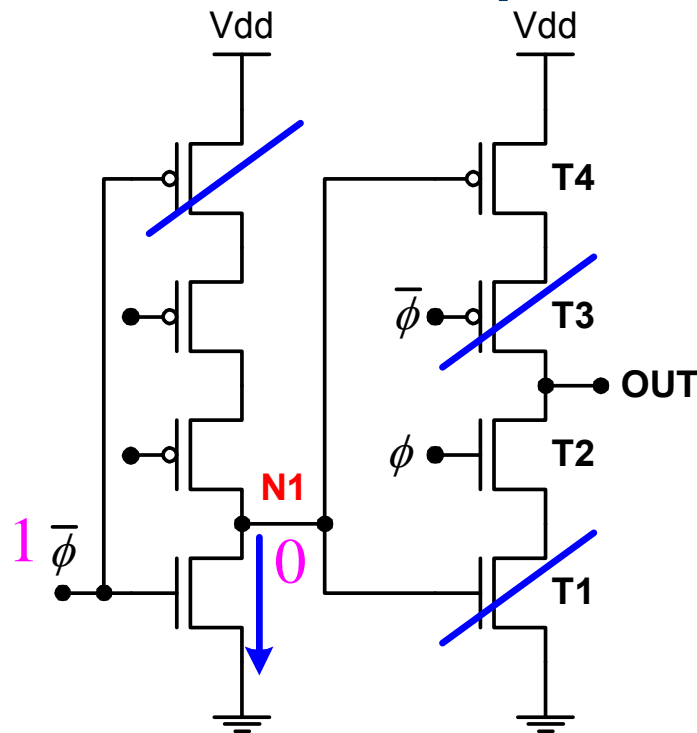 Vdd Vdd
T4
ϕ̅ T3
OUT
ϕ T2
N1
1 ϕ̅ 0
T1